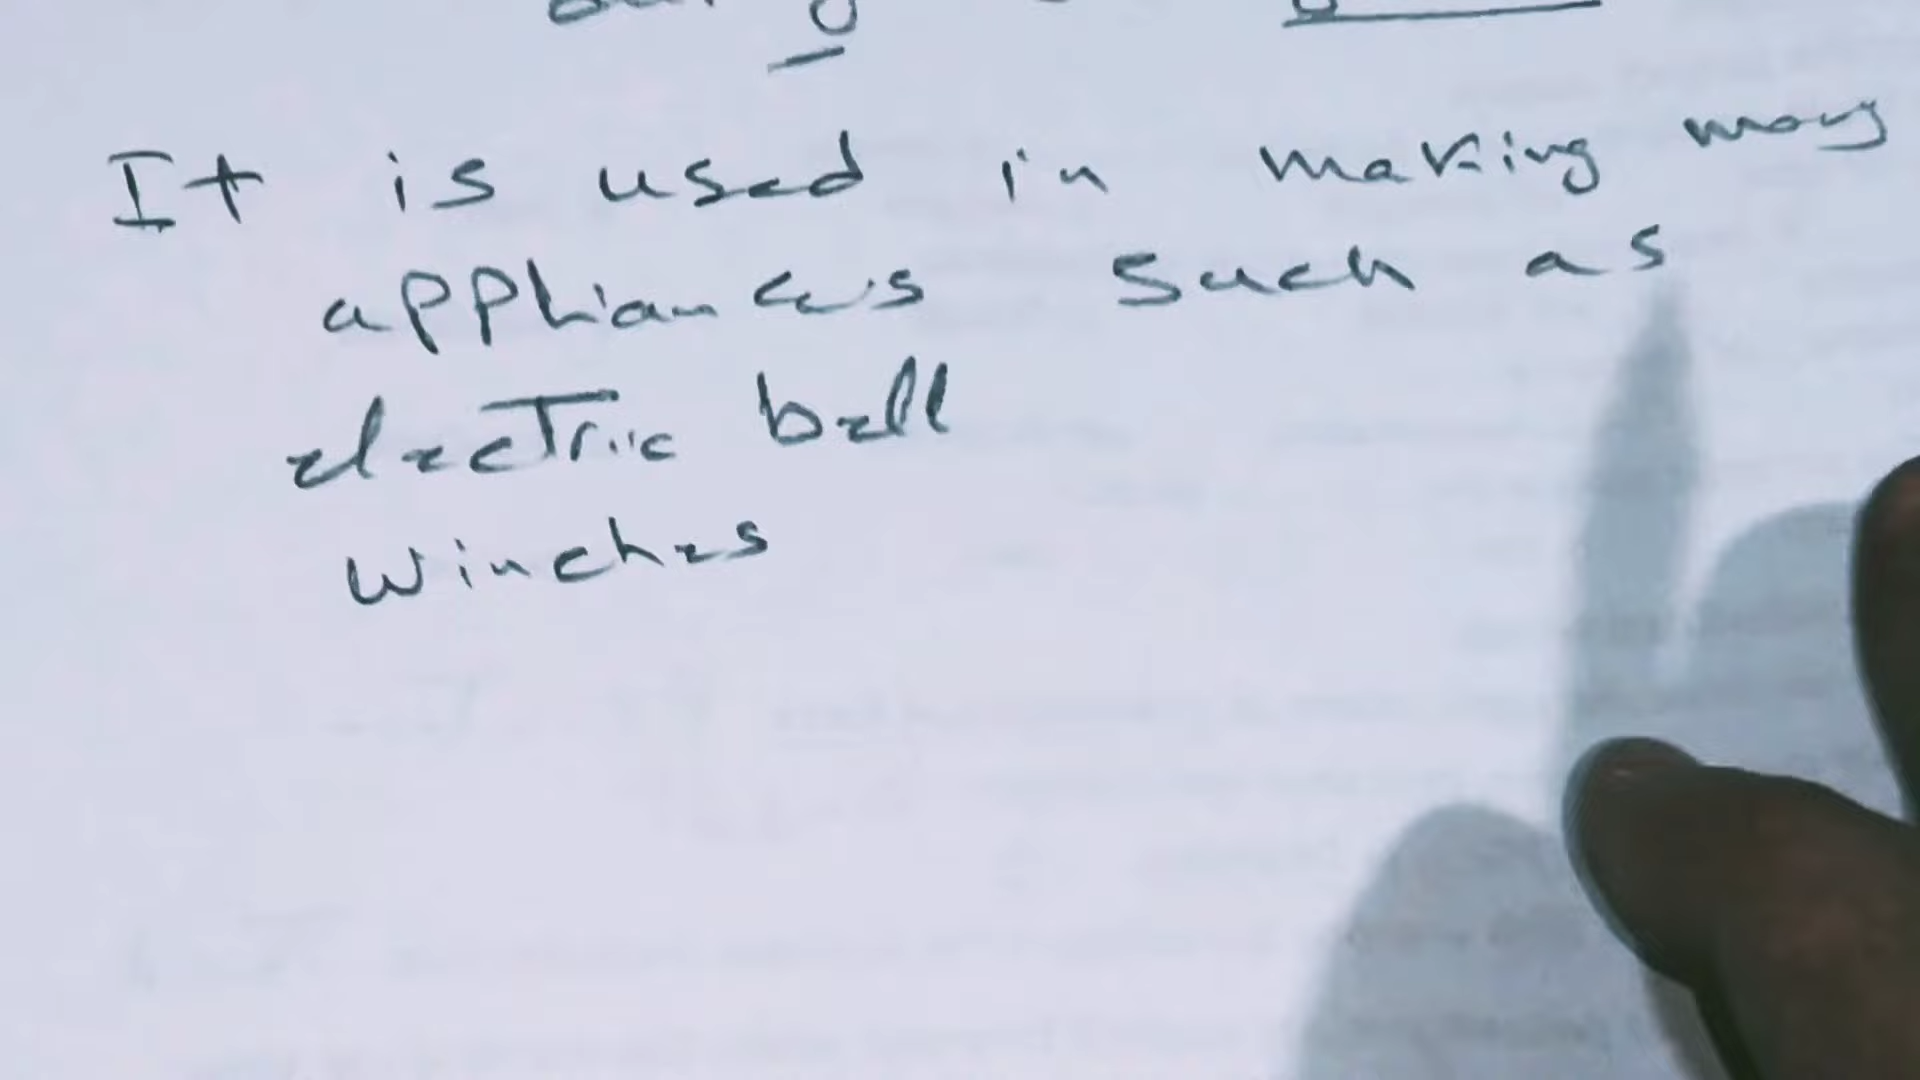 It is used in making many
appliances such as
electric bell
winches